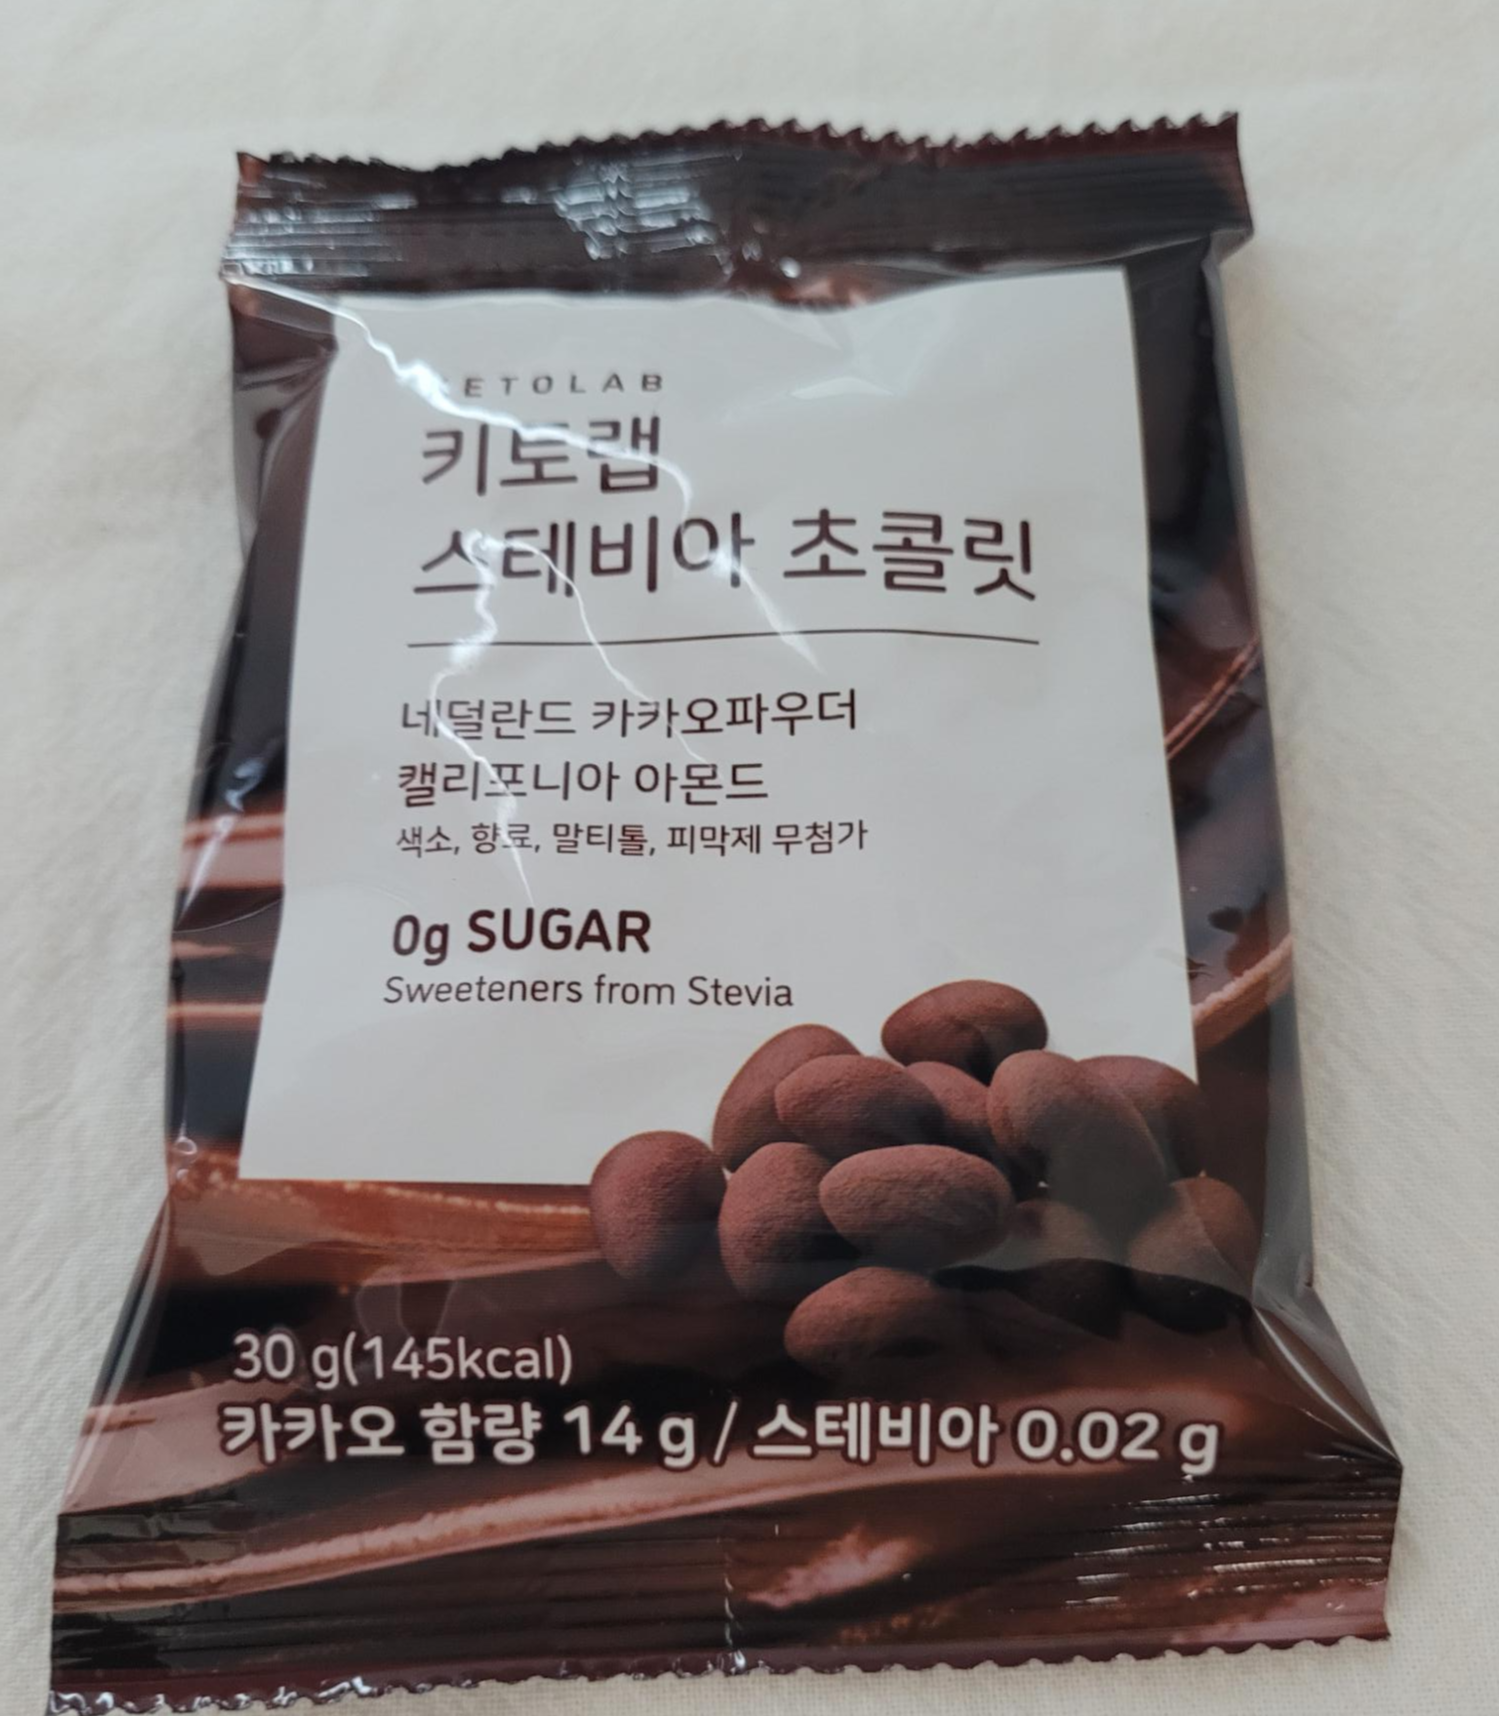 KETOLAB
키토랩
스테비아 초콜릿
네덜란드 카카오파우더
캘리포니아 아몬드
색소, 향료, 말티톨, 피막제 무첨가
0g SUGAR
Sweeteners from Stevia
30 g(145kcal)
카카오 함량 14 g / 스테비아 0.02 g